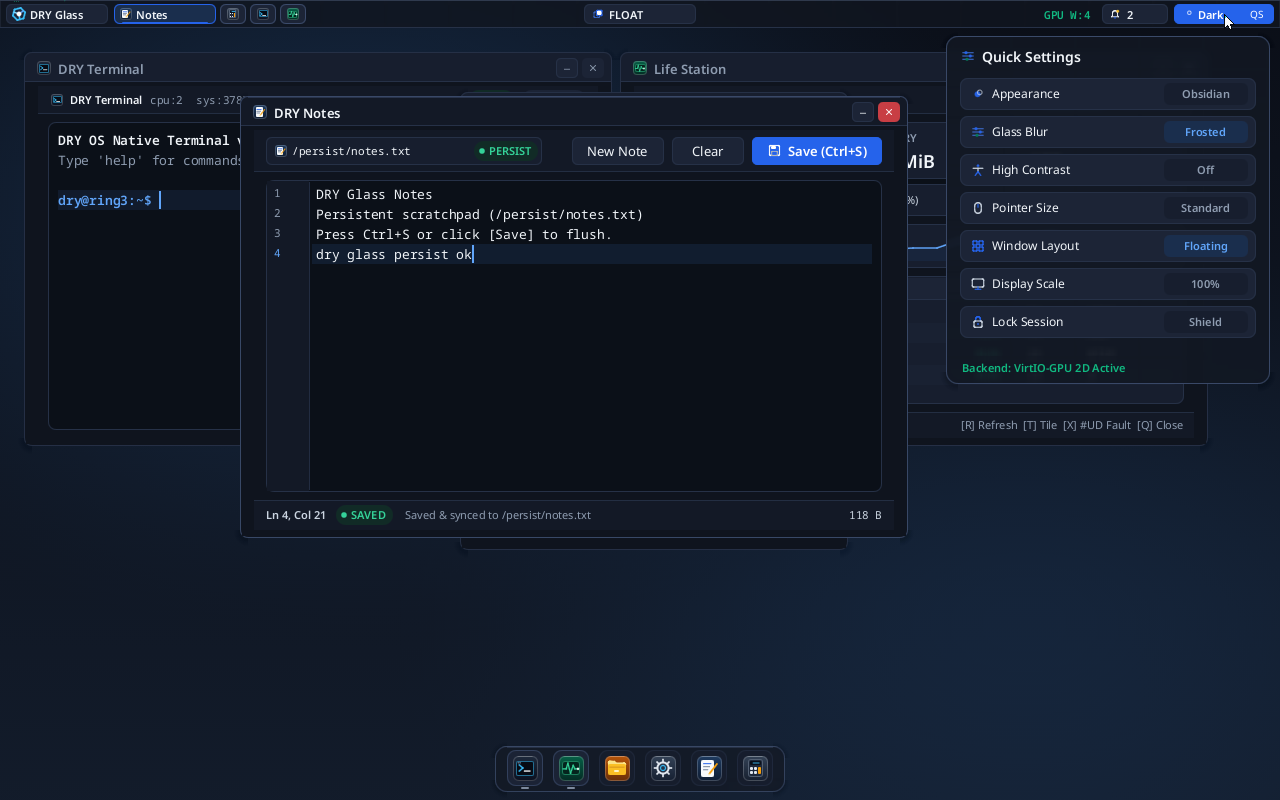 DRY Glass
Notes
FLOAT
GPU W:4
2
Dark
QS
DRY Terminal
Life Station
DRY Terminal cpu:2 sys:378
DRY OS Native Terminal
Type 'help' for commands
dry@ring3:~$
DRY Notes
/persist/notes.txt
PERSIST
New Note
Clear
Save (Ctrl+S)
1 DRY Glass Notes
2 Persistent scratchpad (/persist/notes.txt)
3 Press Ctrl+S or click [Save] to flush.
4 dry glass persist ok
Ln 4, Col 21
SAVED
Saved & synced to /persist/notes.txt
118 B
MiB
%)
Quick Settings
Appearance Obsidian
Glass Blur Frosted
High Contrast Off
Pointer Size Standard
Window Layout Floating
Display Scale 100%
Lock Session Shield
Backend: VirtIO-GPU 2D Active
[R] Refresh [T] Tile [X] #UD Fault [Q] Close